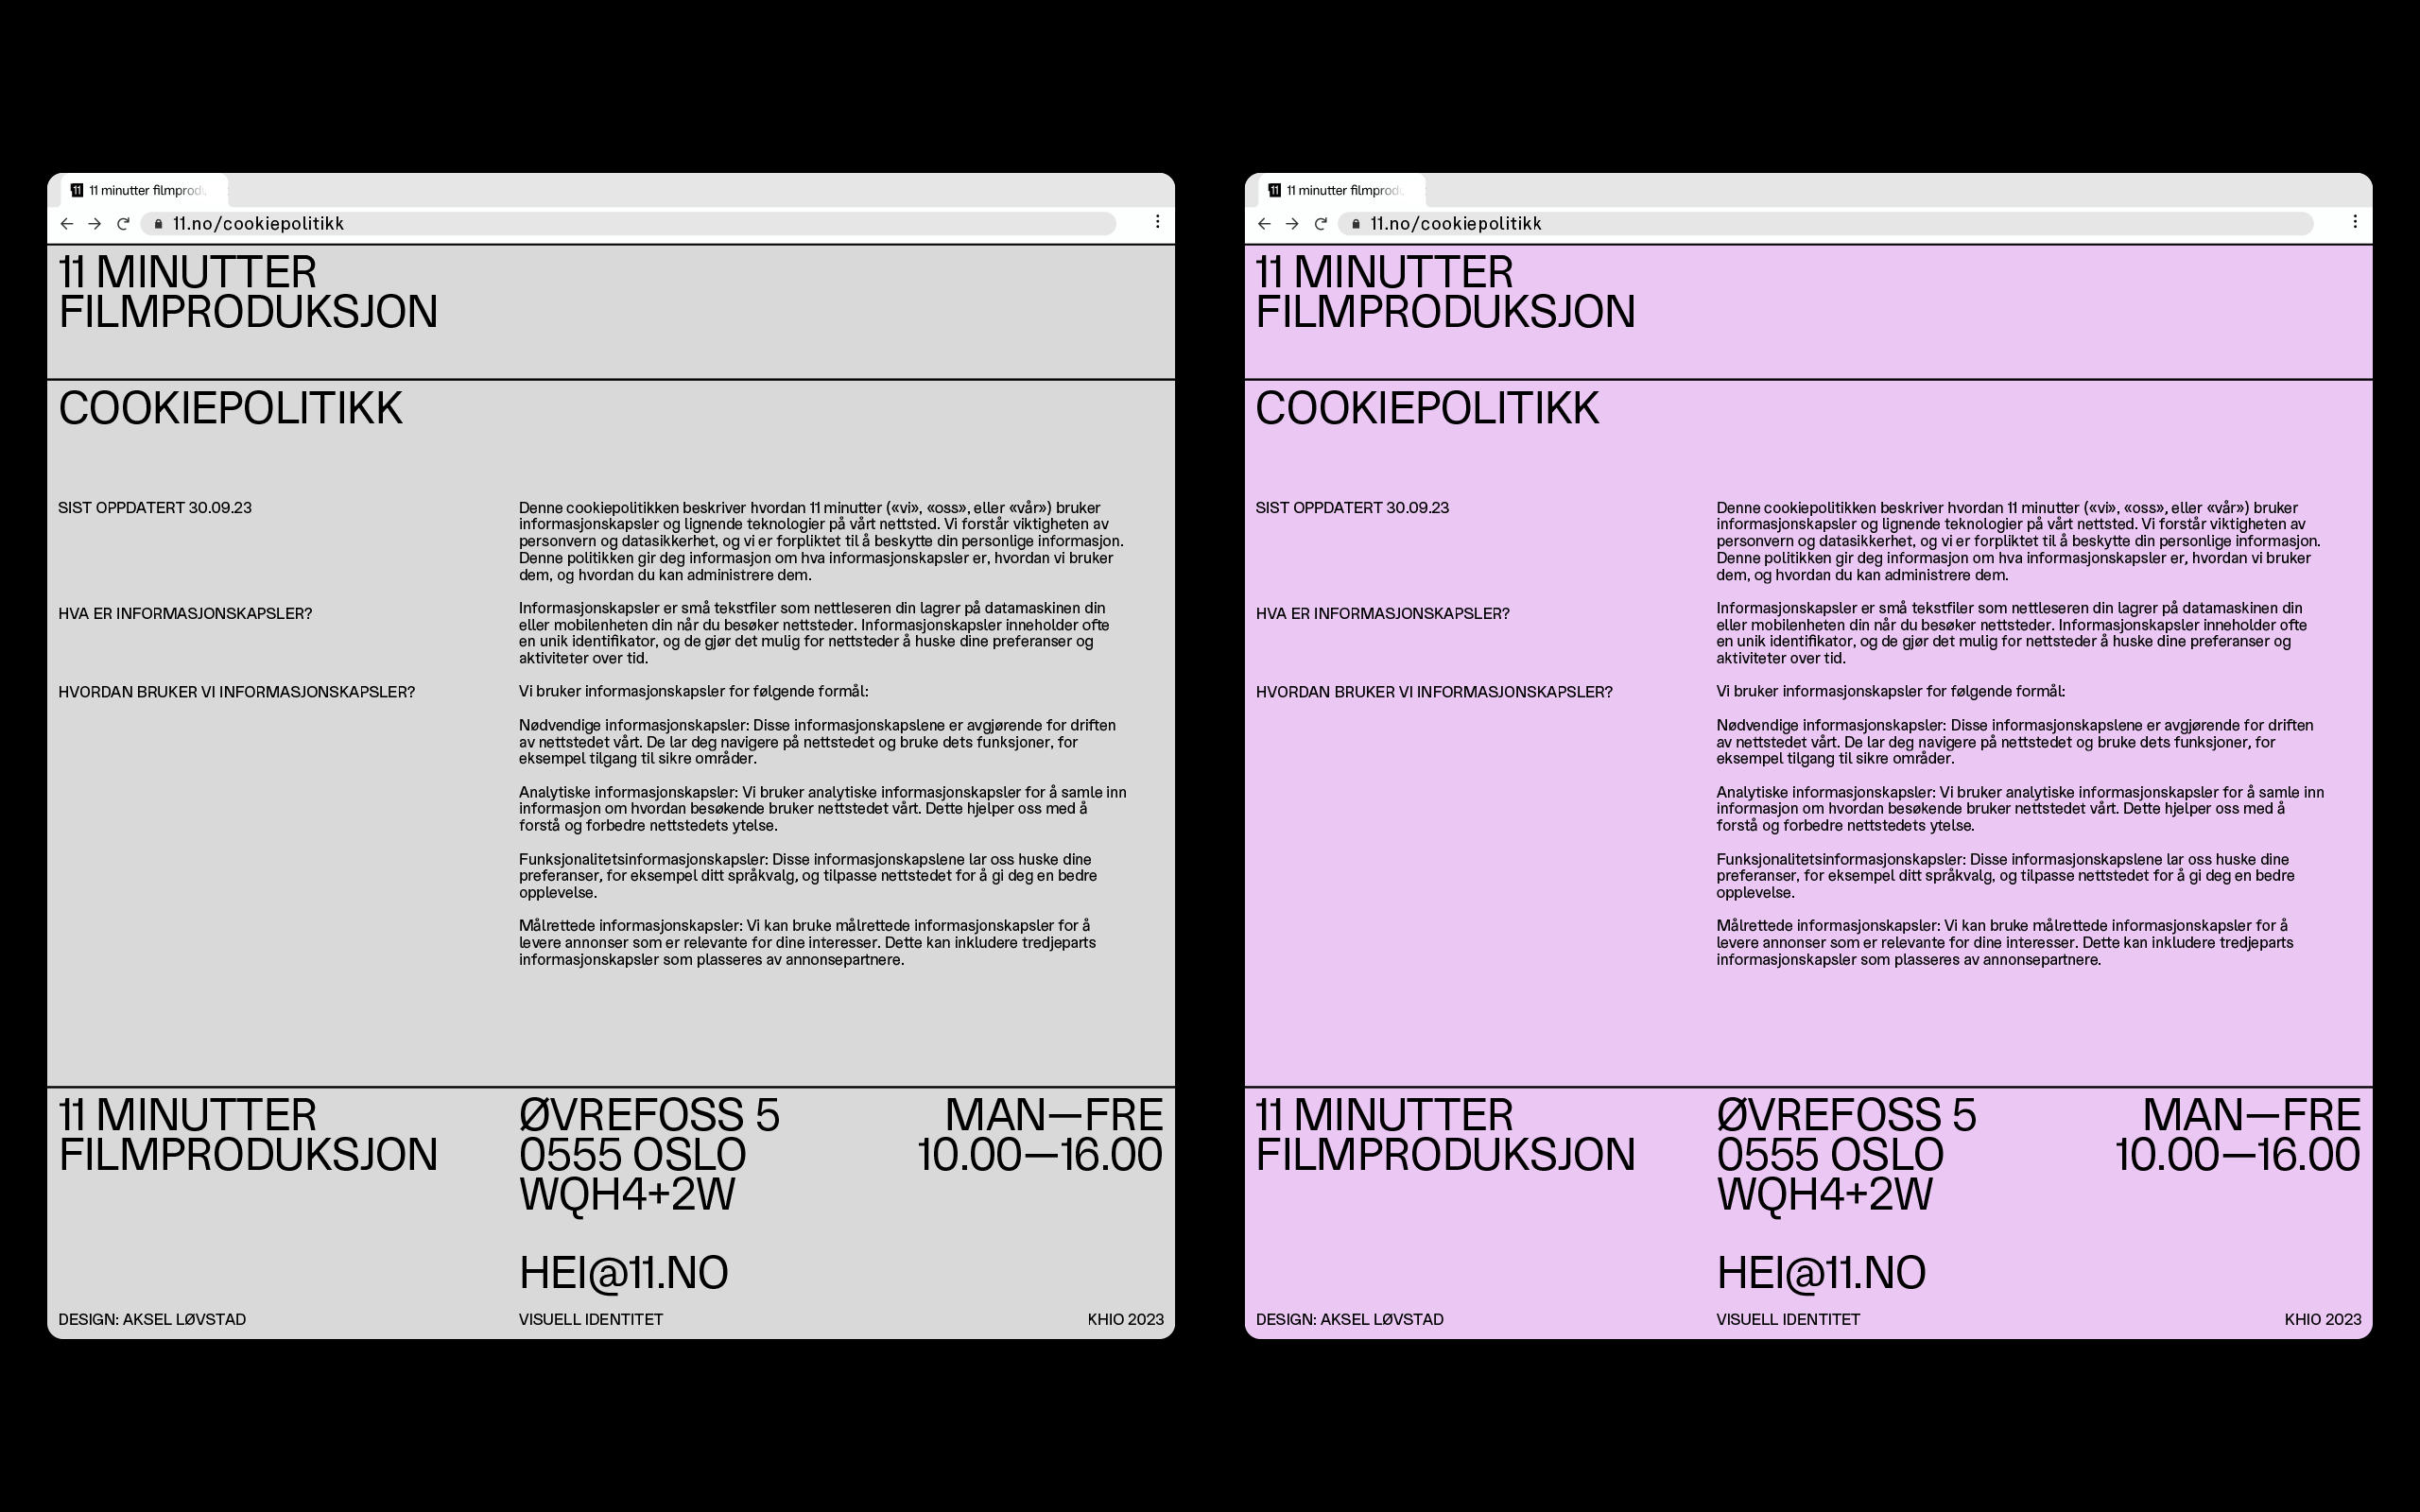 11 minutter filmprod
11.no/cookiepolitikk
11 MINUTTER
FILMPRODUKSJON
COOKIEPOLITIKK
SIST OPPDATERT 30.09.23
Denne cookiepolitikken beskriver hvordan 11 minutter («vi», «oss», eller «vår») bruker
informasjonskapsler og lignende teknologier på vårt nettsted. Vi forstår viktigheten av
personvern og datasikkerhet, og vi er forpliktet til å beskytte din personlige informasjon.
Denne politikken gir deg informasjon om hva informasjonskapsler er, hvordan vi bruker
dem, og hvordan du kan administrere dem.
HVA ER INFORMASJONSKAPSLER?
Informasjonskapsler er små tekstfiler som nettleseren din lagrer på datamaskinen din
eller mobilenheten din når du besøker nettsteder. Informasjonskapsler inneholder ofte
en unik identifikator, og de gjør det mulig for nettsteder å huske dine preferanser og
aktiviteter over tid.
HVORDAN BRUKER VI INFORMASJONSKAPSLER?
Vi bruker informasjonskapsler for følgende formål:
Nødvendige informasjonskapsler: Disse informasjonskapslene er avgjørende for driften
av nettstedet vårt. De lar deg navigere på nettstedet og bruke dets funksjoner, for
eksempel tilgang til sikre områder.
Analytiske informasjonskapsler: Vi bruker analytiske informasjonskapsler for å samle inn
informasjon om hvordan besøkende bruker nettstedet vårt. Dette hjelper oss med å
forstå og forbedre nettstedets ytelse.
Funksjonalitetsinformasjonskapsler: Disse informasjonskapslene lar oss huske dine
preferanser, for eksempel ditt språkvalg, og tilpasse nettstedet for å gi deg en bedre
opplevelse.
Målrettede informasjonskapsler: Vi kan bruke målrettede informasjonskapsler for å
levere annonser som er relevante for dine interesser. Dette kan inkludere tredjeparts
informasjonskapsler som plasseres av annonsepartnere.
11 MINUTTER
FILMPRODUKSJON
ØVREFOSS 5
0555 OSLO
WQH4+2W
HEI@11.NO
MAN—FRE
10.00—16.00
DESIGN: AKSEL LØVSTAD
VISUELL IDENTITET
KHIO 2023
11 minutter filmprodu
11.no/cookiepolitikk
11 MINUTTER
FILMPRODUKSJON
COOKIEPOLITIKK
SIST OPPDATERT 30.09.23
Denne cookiepolitikken beskriver hvordan 11 minutter («vi», «oss», eller «vår») bruker
informasjonskapsler og lignende teknologier på vårt nettsted. Vi forstår viktigheten av
personvern og datasikkerhet, og vi er forpliktet til å beskytte din personlige informasjon.
Denne politikken gir deg informasjon om hva informasjonskapsler er, hvordan vi bruker
dem, og hvordan du kan administrere dem.
HVA ER INFORMASJONSKAPSLER?
Informasjonskapsler er små tekstfiler som nettleseren din lagrer på datamaskinen din
eller mobilenheten din når du besøker nettsteder. Informasjonskapsler inneholder ofte
en unik identifikator, og de gjør det mulig for nettsteder å huske dine preferanser og
aktiviteter over tid.
HVORDAN BRUKER VI INFORMASJONSKAPSLER?
Vi bruker informasjonskapsler for følgende formål:
Nødvendige informasjonskapsler: Disse informasjonskapslene er avgjørende for driften
av nettstedet vårt. De lar deg navigere på nettstedet og bruke dets funksjoner, for
eksempel tilgang til sikre områder.
Analytiske informasjonskapsler: Vi bruker analytiske informasjonskapsler for å samle inn
informasjon om hvordan besøkende bruker nettstedet vårt. Dette hjelper oss med å
forstå og forbedre nettstedets ytelse.
Funksjonalitetsinformasjonskapsler: Disse informasjonskapslene lar oss huske dine
preferanser, for eksempel ditt språkvalg, og tilpasse nettstedet for å gi deg en bedre
opplevelse.
Målrettede informasjonskapsler: Vi kan bruke målrettede informasjonskapsler for å
levere annonser som er relevante for dine interesser. Dette kan inkludere tredjeparts
informasjonskapsler som plasseres av annonsepartnere.
11 MINUTTER
FILMPRODUKSJON
ØVREFOSS 5
0555 OSLO
WQH4+2W
HEI@11.NO
MAN—FRE
10.00—16.00
DESIGN: AKSEL LØVSTAD
VISUELL IDENTITET
KHIO 2023